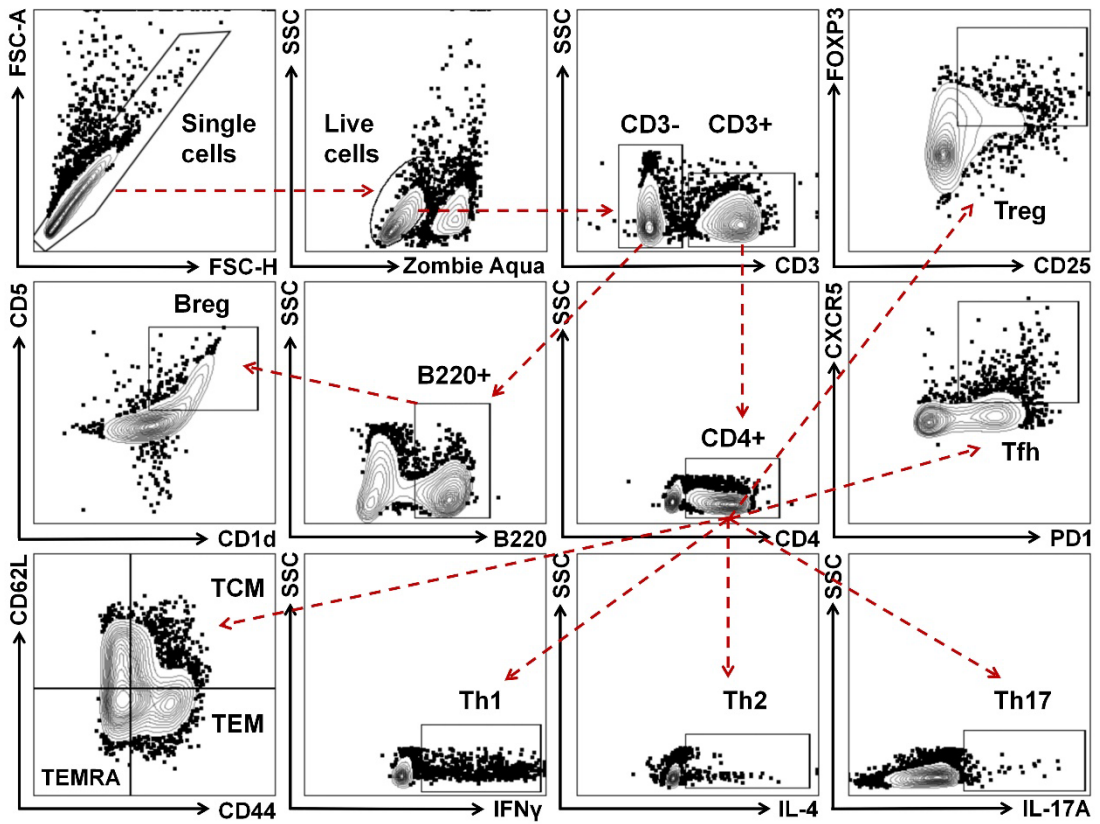 FSC-A
Single
cells
FSC-H
SSC
Live
cells
Zombie Aqua
SSC
CD3-
CD3+
CD3
FOXP3
Treg
CD25
CD5
Breg
CD1d
SSC
B220+
B220
SSC
CD4+
CD4
CXCR5
Tfh
PD1
CD62L
TCM
TEM
TEMRA
CD44
SSC
Th1
IFNγ
SSC
Th2
IL-4
SSC
Th17
IL-17A